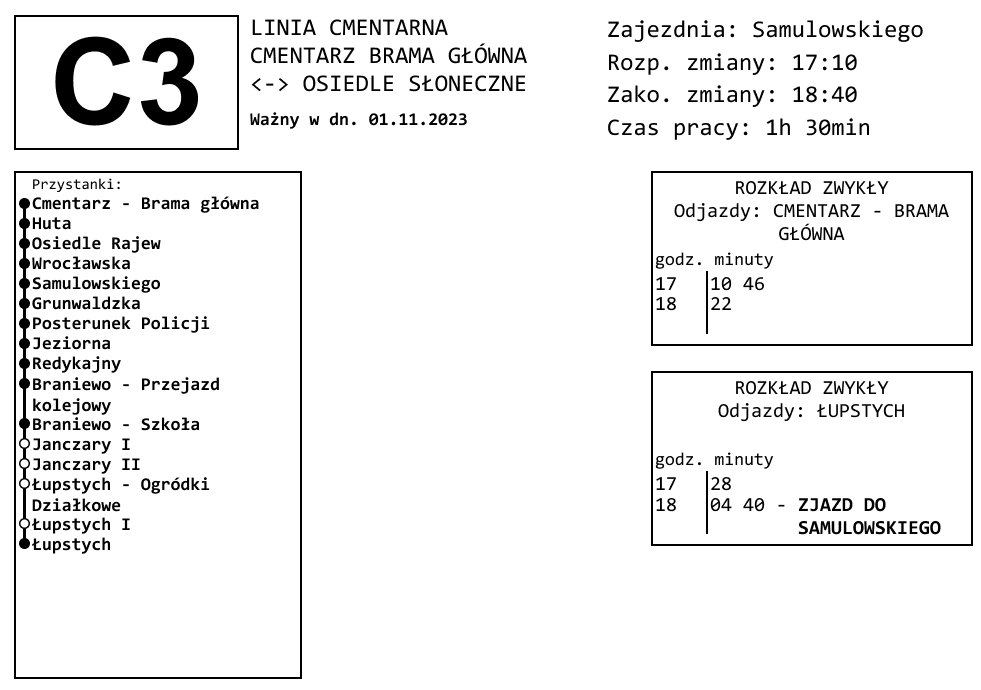 C3
LINIA CMENTARNA
CMENTARZ BRAMA GŁÓWNA
<-> OSIEDLE SŁONECZNE
Ważny w dn. 01.11.2023
Zajezdnia: Samulowskiego
Rozp. zmiany: 17:10
Zako. zmiany: 18:40
Czas pracy: 1h 30min
Przystanki:
Cmentarz - Brama główna
Huta
Osiedle Rajew
Wrocławska
Samulowskiego
Grunwaldzka
Posterunek Policji
Jeziorna
Redykajny
Braniewo - Przejazd
kolejowy
Braniewo - Szkoła
Janczary I
Janczary II
Łupstych - Ogródki
Działkowe
Łupstych I
Łupstych
ROZKŁAD ZWYKŁY
Odjazdy: CMENTARZ - BRAMA
GŁÓWNA
godz. minuty
17 10 46
18 22
ROZKŁAD ZWYKŁY
Odjazdy: ŁUPSTYCH
godz. minuty
17 28
18 04 40 - ZJAZD DO
SAMULOWSKIEGO